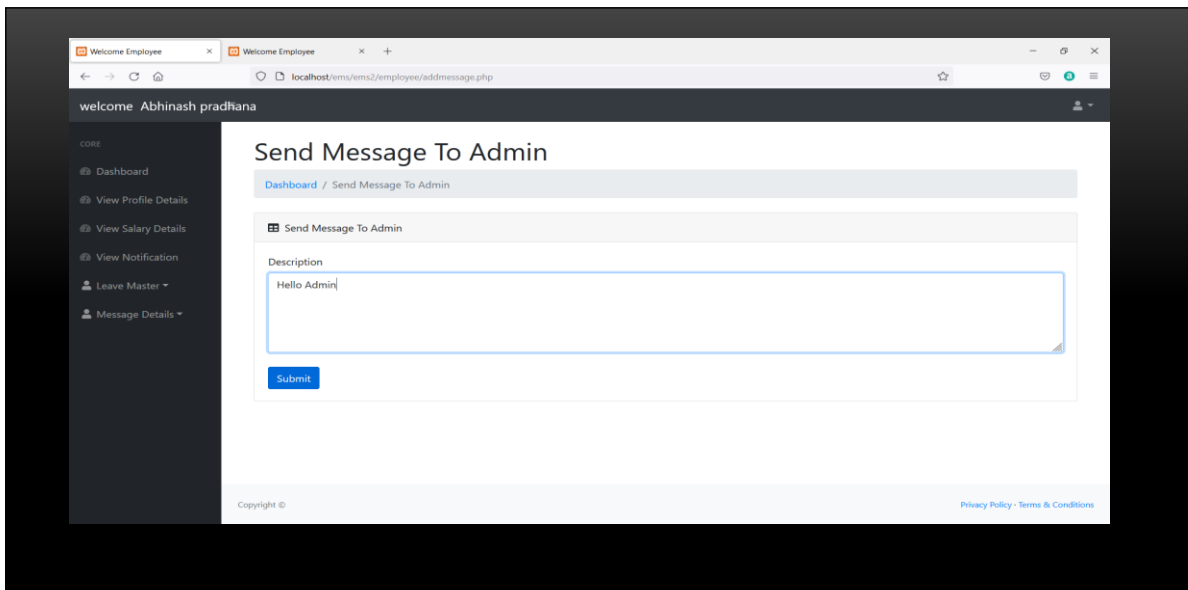 Welcome Employee
Welcome Employee
localhost/ems/ems2/employee/addmessage.php
welcome Abhinash pradhana
CORE
Dashboard
View Profile Details
View Salary Details
View Notification
Leave Master
Message Details
Send Message To Admin
Dashboard / Send Message To Admin
Send Message To Admin
Description
Hello Admin
Submit
Copyright ©
Privacy Policy · Terms & Conditions